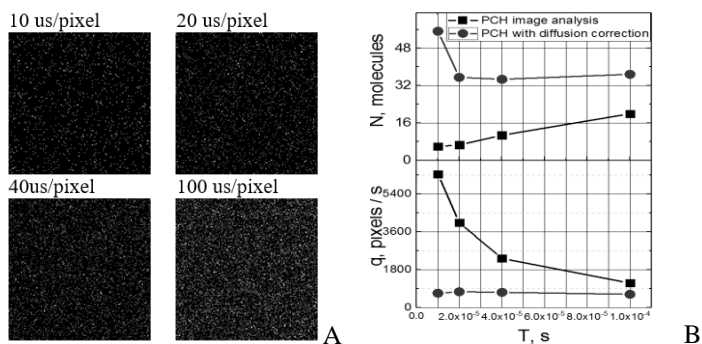 10 us/pixel
20 us/pixel
40us/pixel
100 us/pixel
A
PCH image analysis
PCH with diffusion correction
N, molecules
48
32
16
0
q, pixels / s
5400
3600
1800
0
0.0 2.0x10⁻⁵ 4.0x10⁻⁵ 6.0x10⁻⁵ 8.0x10⁻⁵ 1.0x10⁻⁴
T, s
B